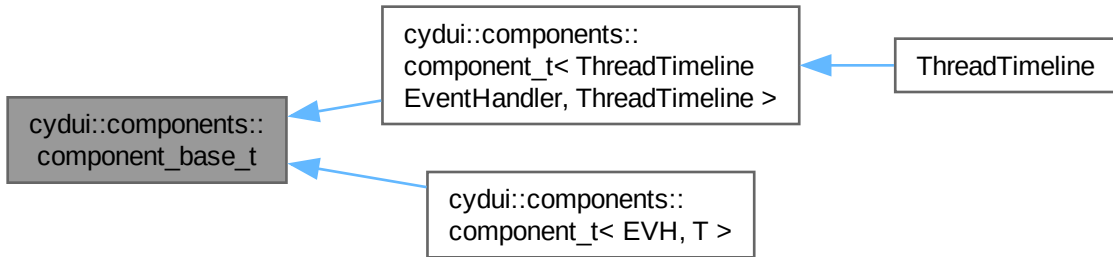 cydui::components::
component_base_t
cydui::components::
component_t< ThreadTimeline
EventHandler, ThreadTimeline >
ThreadTimeline
cydui::components::
component_t< EVH, T >